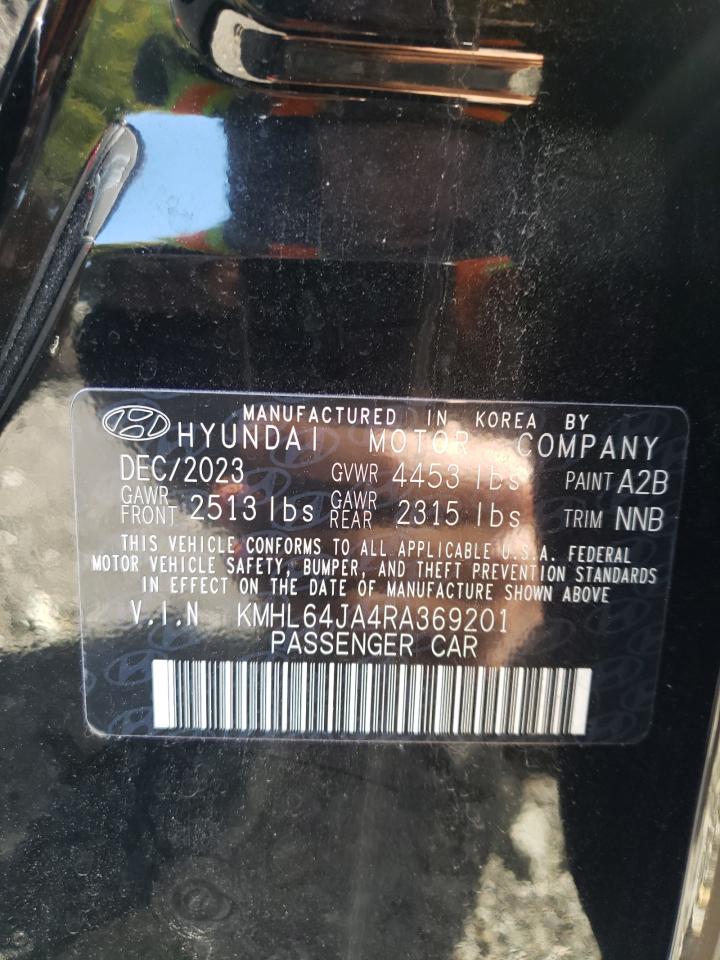 MANUFACTURED IN KOREA BY
HYUNDAI MOTOR COMPANY
DEC/2023 GVWR 4453 lbs PAINT A2B
GAWR FRONT 2513 lbs GAWR REAR 2315 lbs TRIM NNB
THIS VEHICLE CONFORMS TO ALL APPLICABLE U.S.A. FEDERAL
MOTOR VEHICLE SAFETY, BUMPER, AND THEFT PREVENTION STANDARDS
IN EFFECT ON THE DATE OF MANUFACTURE SHOWN ABOVE
V.I.N KMHL64JA4RA369201
PASSENGER CAR